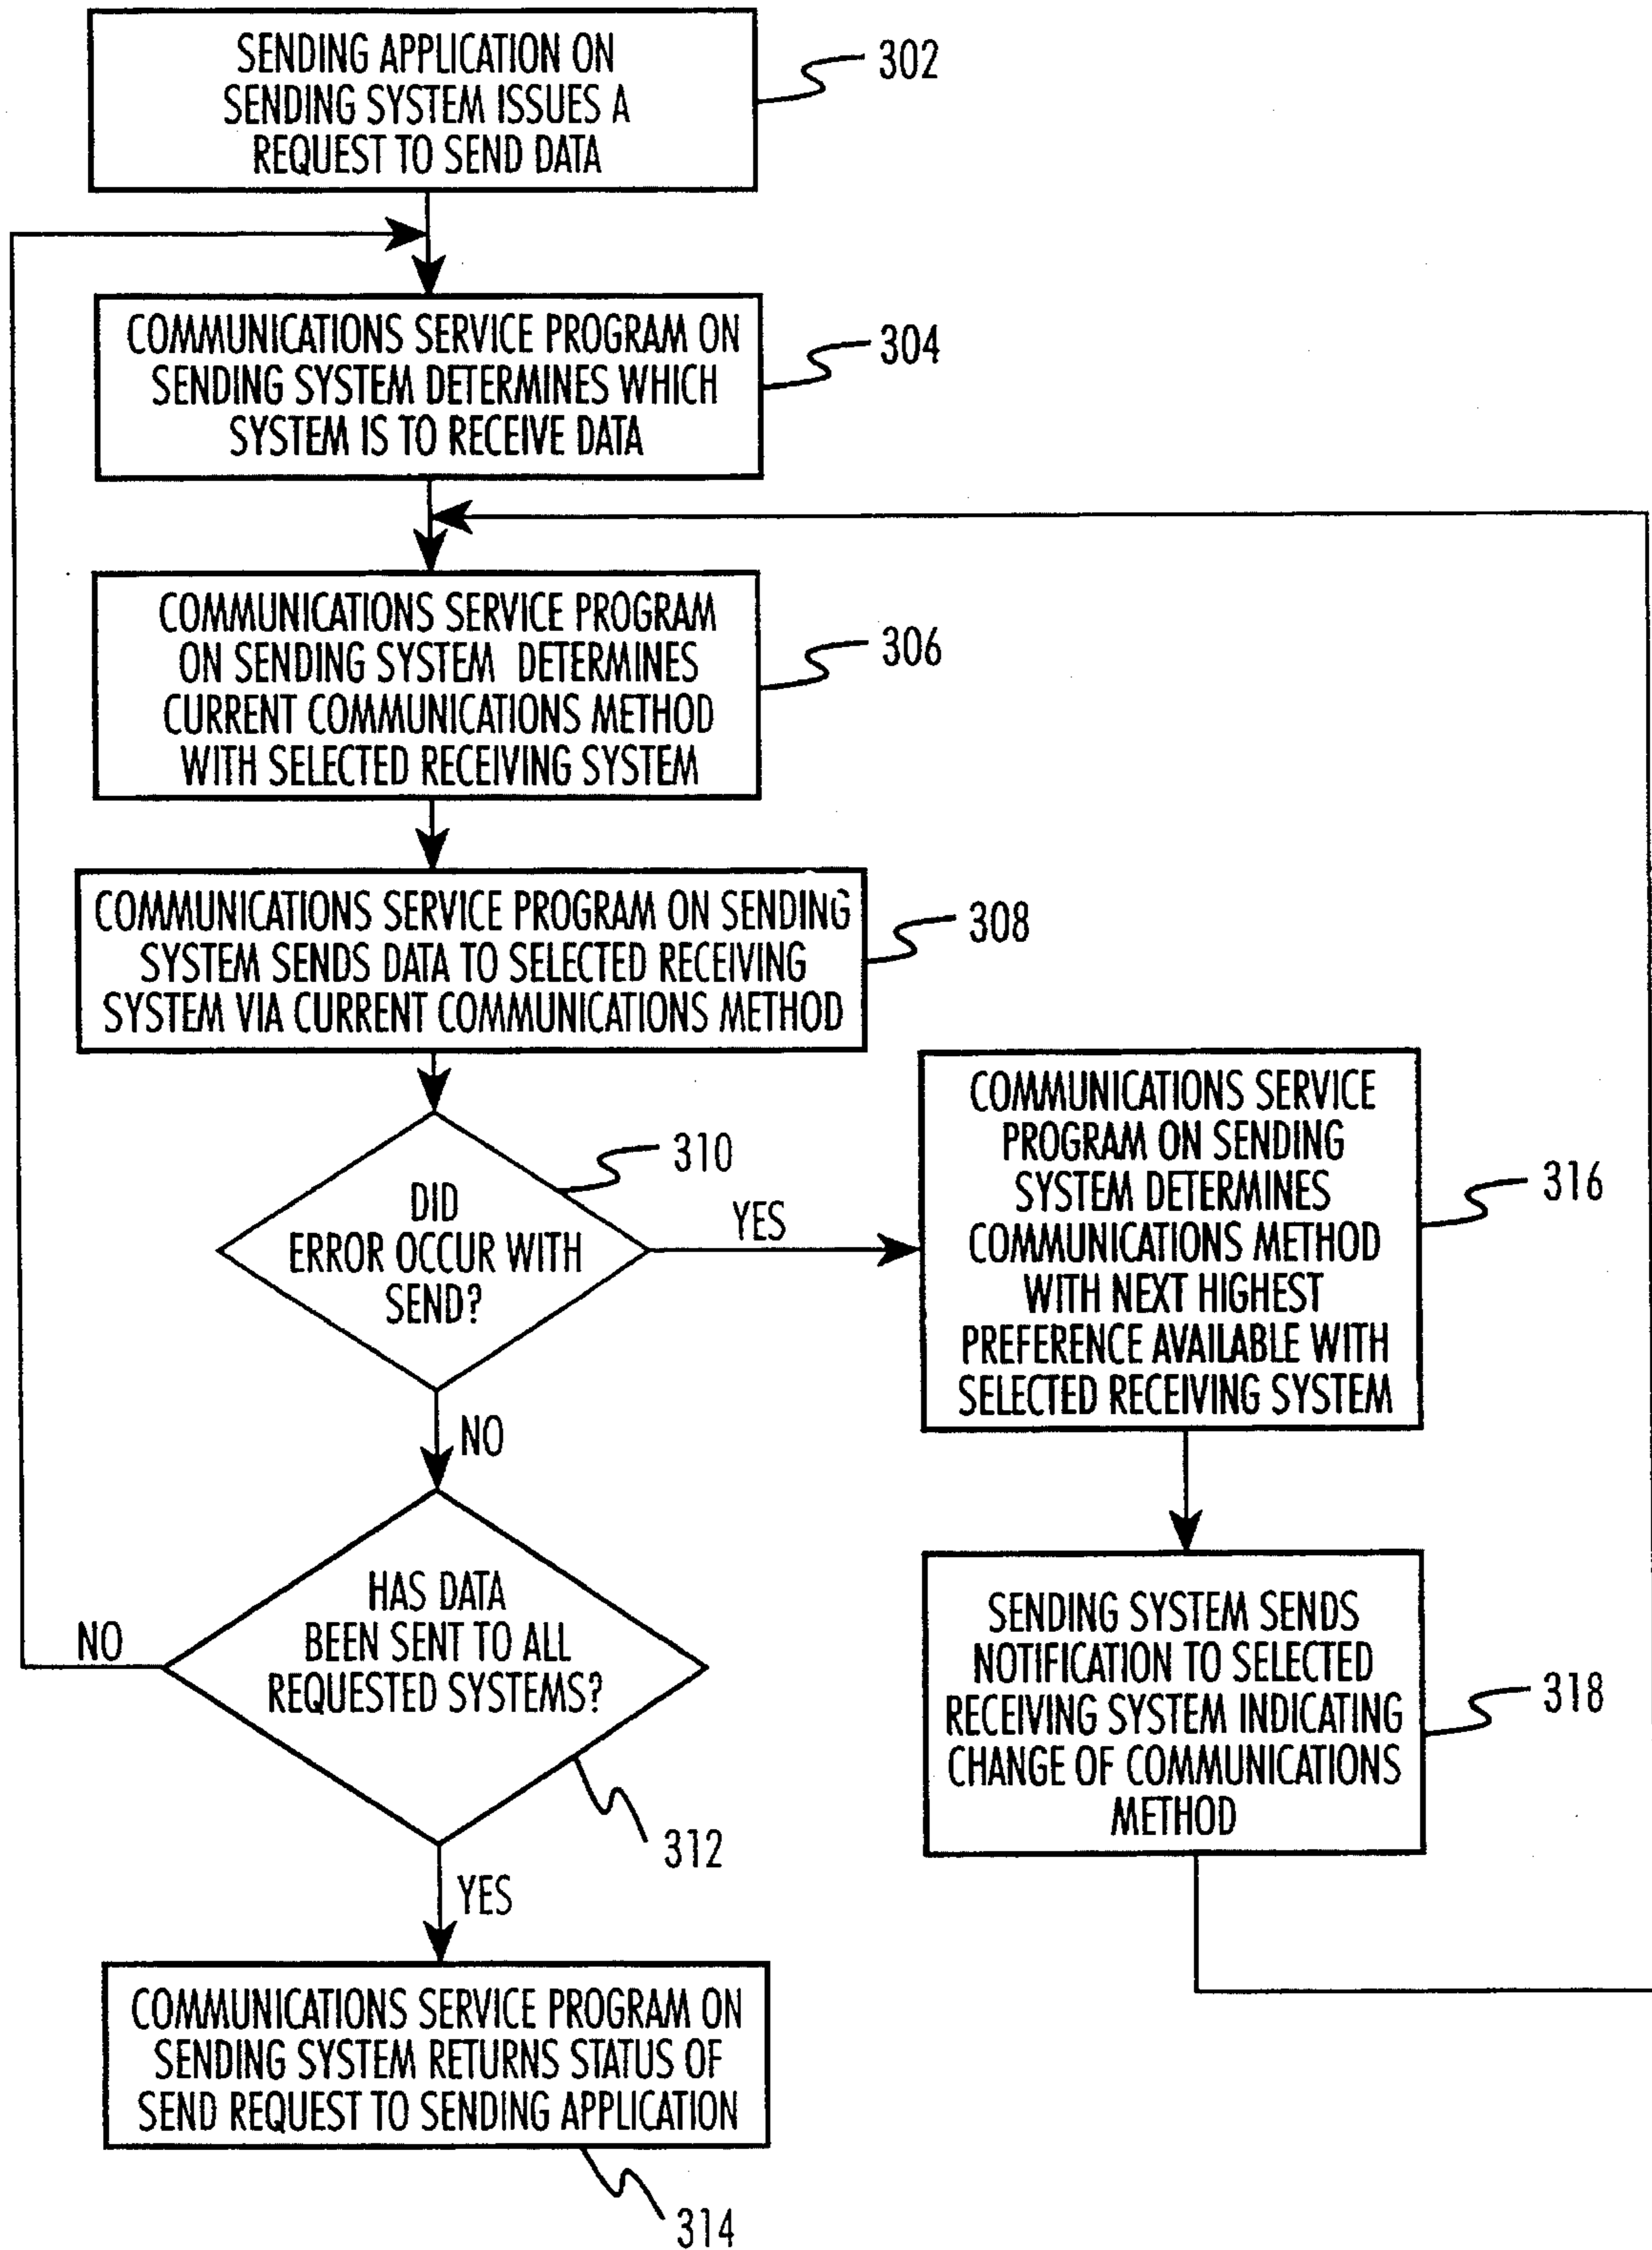 SENDING APPLICATION ON
SENDING SYSTEM ISSUES A
REQUEST TO SEND DATA
302
COMMUNICATIONS SERVICE PROGRAM ON
SENDING SYSTEM DETERMINES WHICH
SYSTEM IS TO RECEIVE DATA
304
COMMUNICATIONS SERVICE PROGRAM
ON SENDING SYSTEM DETERMINES
CURRENT COMMUNICATIONS METHOD
WITH SELECTED RECEIVING SYSTEM
306
COMMUNICATIONS SERVICE PROGRAM ON SENDING
SYSTEM SENDS DATA TO SELECTED RECEIVING
SYSTEM VIA CURRENT COMMUNICATIONS METHOD
308
DID
ERROR OCCUR WITH
SEND?
310
YES
NO
COMMUNICATIONS SERVICE
PROGRAM ON SENDING
SYSTEM DETERMINES
COMMUNICATIONS METHOD
WITH NEXT HIGHEST
PREFERENCE AVAILABLE WITH
SELECTED RECEIVING SYSTEM
316
HAS DATA
BEEN SENT TO ALL
REQUESTED SYSTEMS?
NO
312
YES
SENDING SYSTEM SENDS
NOTIFICATION TO SELECTED
RECEIVING SYSTEM INDICATING
CHANGE OF COMMUNICATIONS
METHOD
318
COMMUNICATIONS SERVICE PROGRAM ON
SENDING SYSTEM RETURNS STATUS OF
SEND REQUEST TO SENDING APPLICATION
314